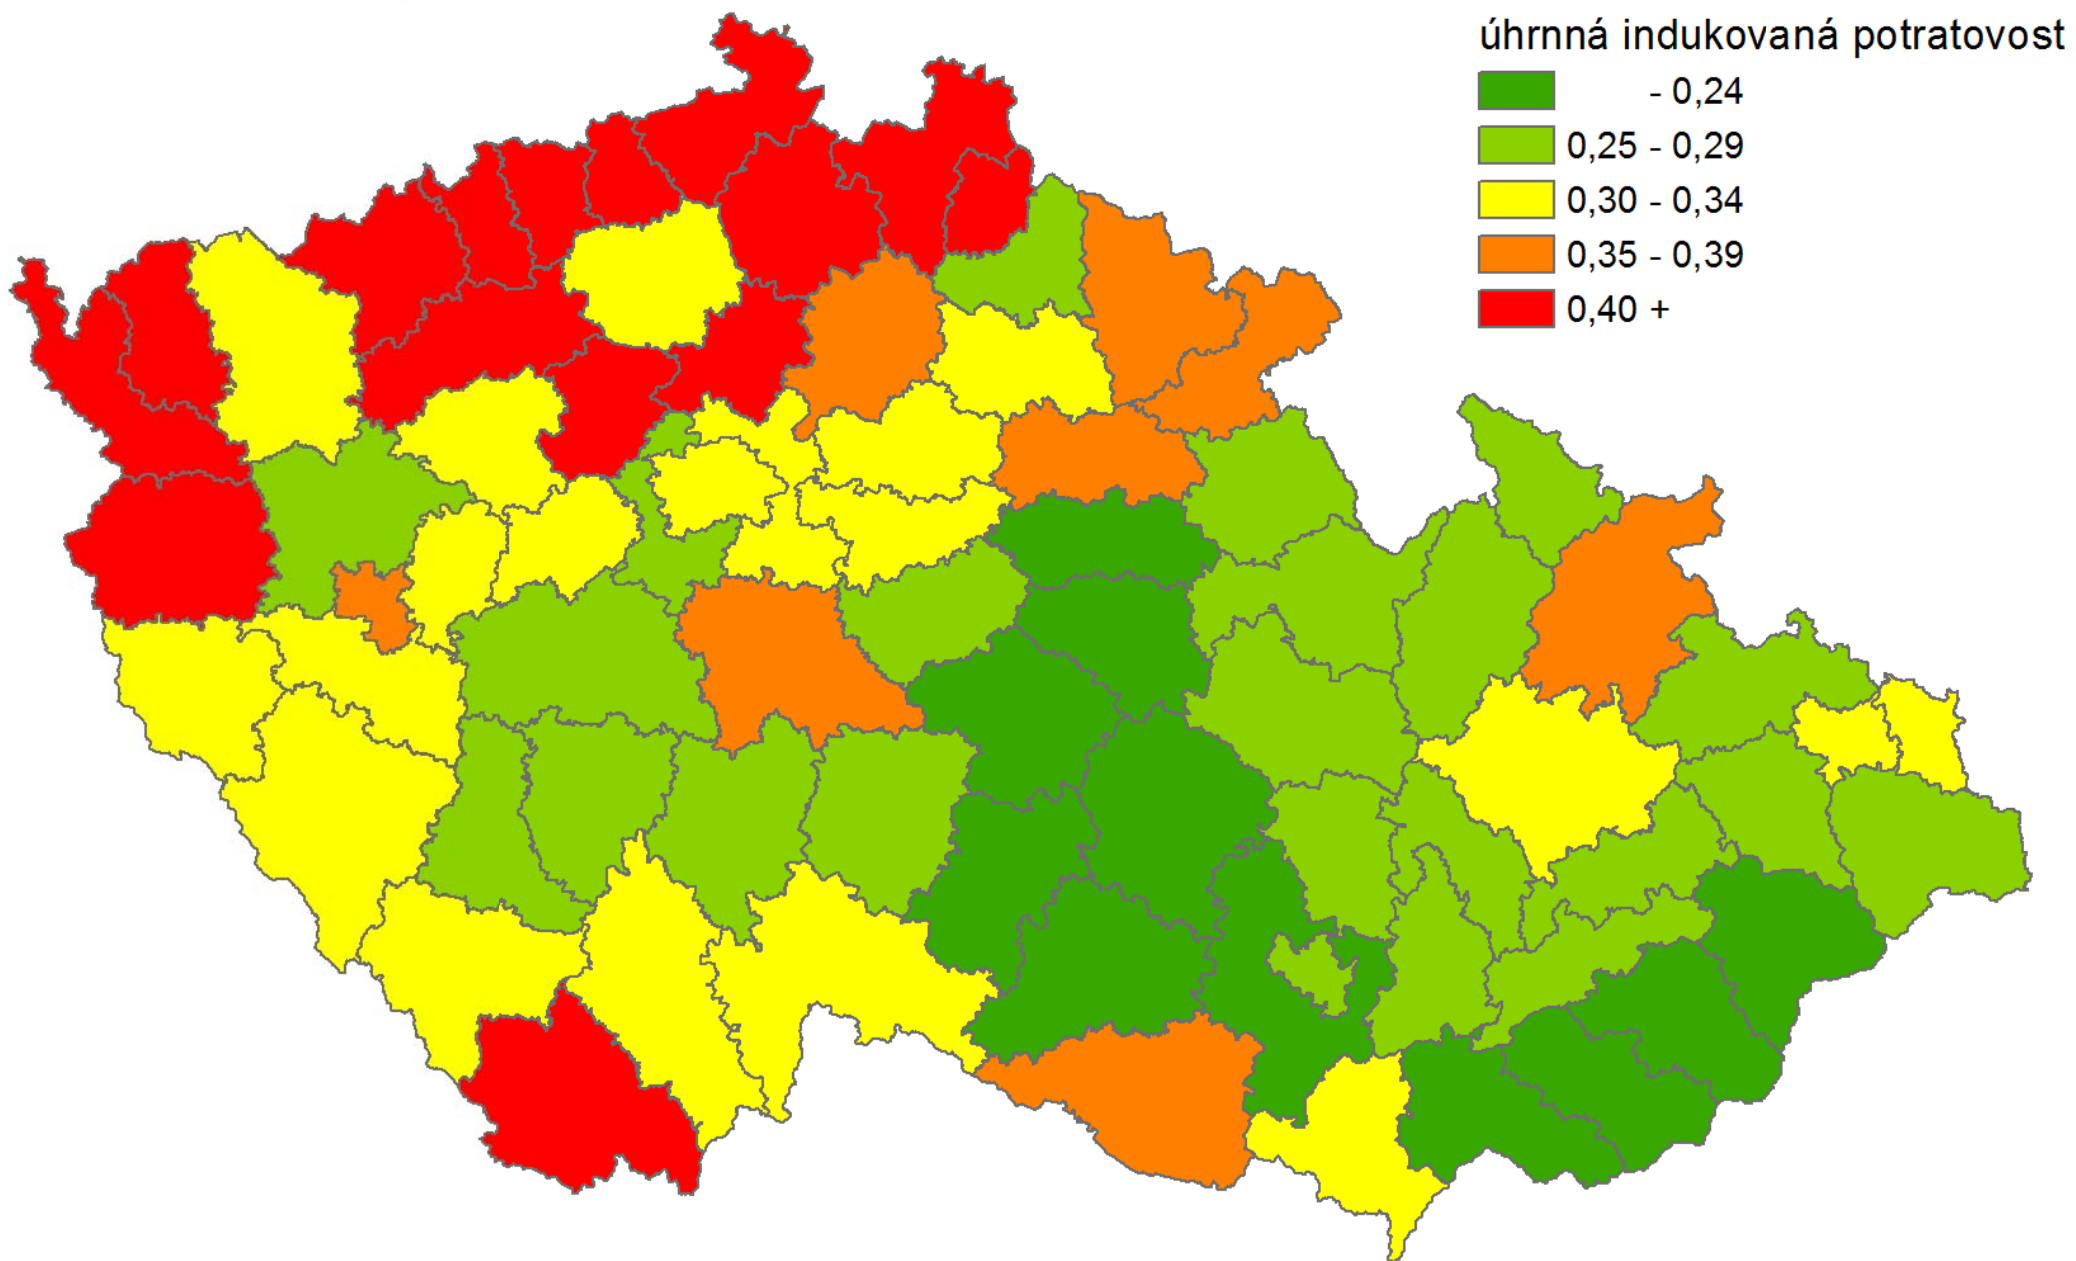 úhrnná indukovaná potratovost
- 0,24
0,25 - 0,29
0,30 - 0,34
0,35 - 0,39
0,40 +